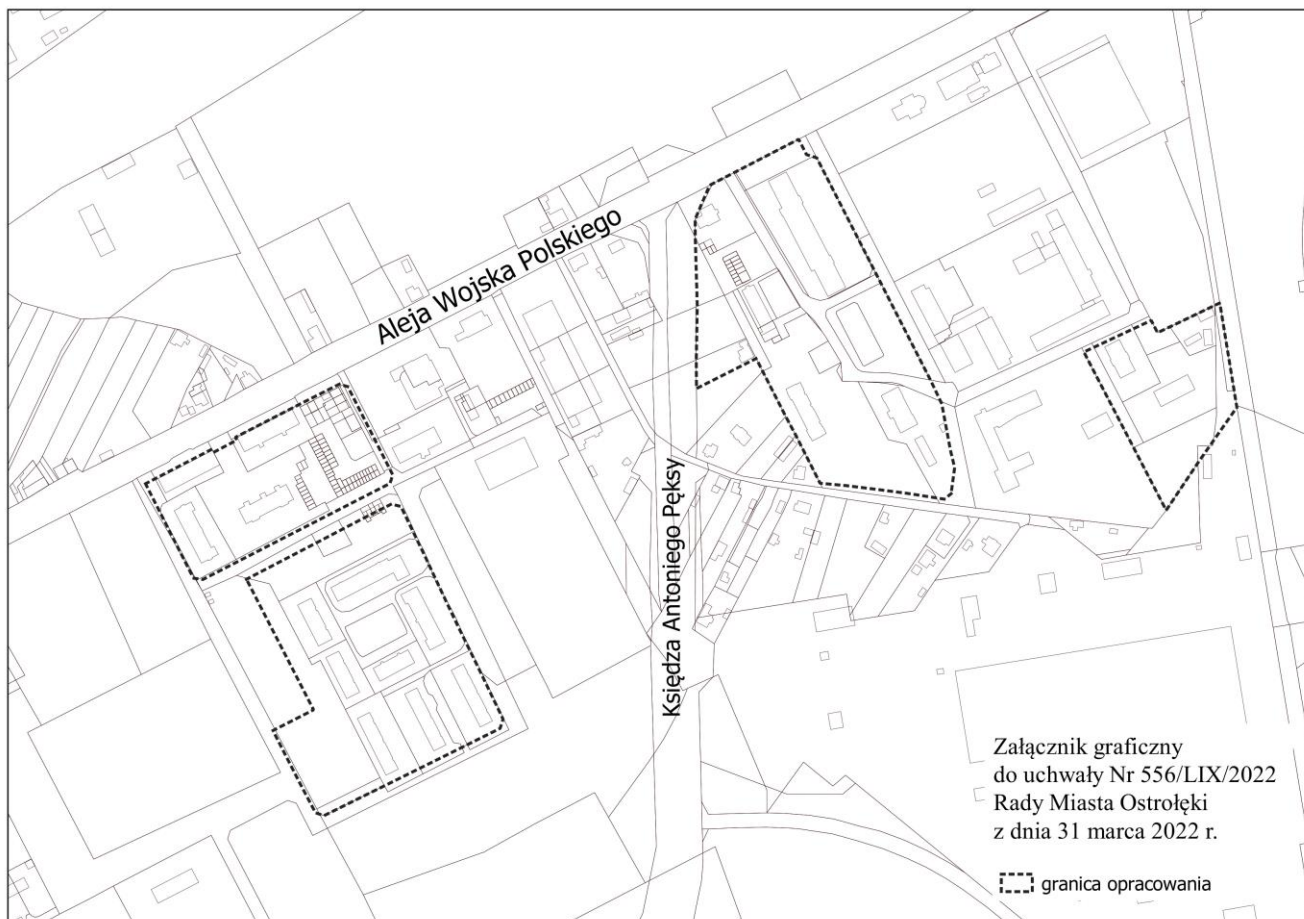 Aleja Wojska Polskiego
Księdza Antoniego Pęksy
Załącznik graficzny
do uchwały Nr 556/LIX/2022
Rady Miasta Ostrołęki
z dnia 31 marca 2022 r.
granica opracowania